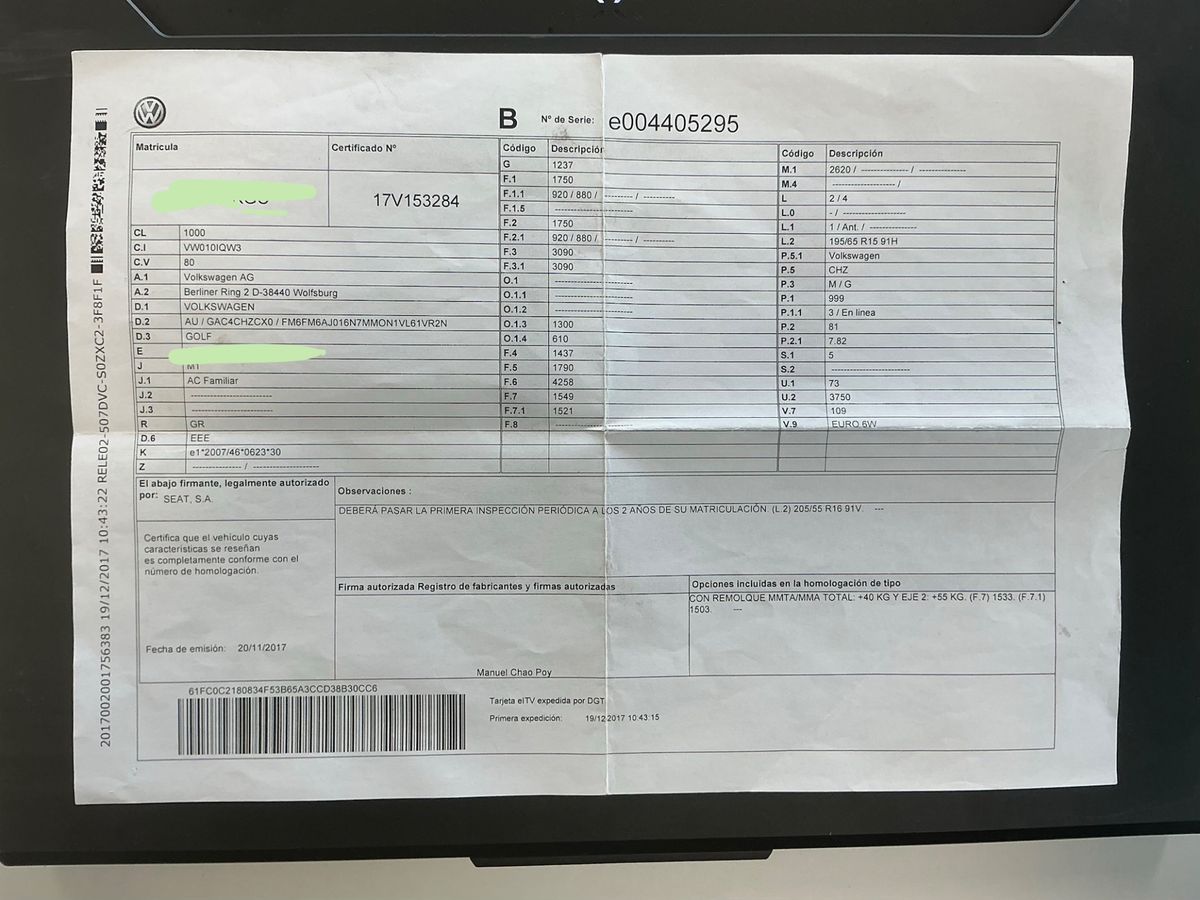 B Nº de Serie: e004405295
Matrícula
Certificado Nº
17V153284
CL 1000
C.I VW010IQW3
C.V 80
A.1 Volkswagen AG
A.2 Berliner Ring 2 D-38440 Wolfsburg
D.1 VOLKSWAGEN
D.2 AU / GAC4CHZCX0 / FM6FM6AJ016N7MMON1VL61VR2N
D.3 GOLF
E
J M1
J.1 AC Familiar
J.2 --------------------
J.3 --------------------
R GR
D.6 EEE
K e1*2007/46*0623*30
Z ------------ / ----------------
Código Descripción
G 1237
F.1 1750
F.1.1 920 / 880 / -------- / ---------
F.1.5 --------------------
F.2 1750
F.2.1 920 / 880 / -------- / ---------
F.3 3090
F.3.1 3090
O.1 --------------------
O.1.1 --------------------
O.1.2 --------------------
O.1.3 1300
O.1.4 610
F.4 1437
F.5 1790
F.6 4258
F.7 1549
F.7.1 1521
F.8 --------------------
Código Descripción
M.1 2620 / ------------ / ------------
M.4 ---------------- /
L 2 / 4
L.0 - / ----------------
L.1 1 / Ant. / ------------
L.2 195/65 R15 91H
P.5.1 Volkswagen
P.5 CHZ
P.3 M / G
P.1 999
P.1.1 3 / En línea
P.2 81
P.2.1 7.82
S.1 5
S.2 --------------------
U.1 73
U.2 3750
V.7 109
V.9 EURO 6W
El abajo firmante, legalmente autorizado
por: SEAT, S.A.
Certifica que el vehículo cuyas
características se reseñan
es completamente conforme con el
número de homologación.
Fecha de emisión: 20/11/2017
Observaciones :
DEBERÁ PASAR LA PRIMERA INSPECCIÓN PERIÓDICA A LOS 2 AÑOS DE SU MATRICULACIÓN. (L.2) 205/55 R16 91V. ---
Firma autorizada Registro de fabricantes y firmas autorizadas
Manuel Chao Poy
Opciones incluidas en la homologación de tipo
CON REMOLQUE MMTA/MMA TOTAL: +40 KG Y EJE 2: +55 KG. (F.7) 1533. (F.7.1)
1503. ---
61FC0C2180834F53B65A3CCD38B30CC6
Tarjeta eITV expedida por DGT
Primera expedición: 19/12/2017 10:43:15
2017002001756383 19/12/2017 10:43:22 RELE02-507DVC-S0ZXC2-3F8F1F